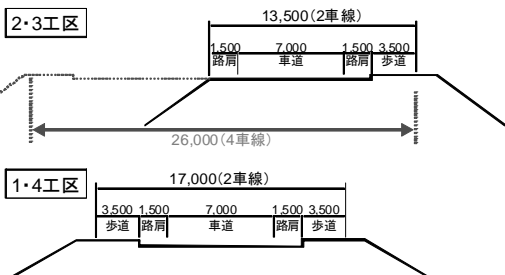 2・3工区
13,500(2車線)
1,500 7,000 1,500 3,500
路肩 車道 路肩 歩道
26,000(4車線)
1・4工区
17,000(2車線)
3,500 1,500 7,000 1,500 3,500
歩道 路肩 車道 路肩 歩道